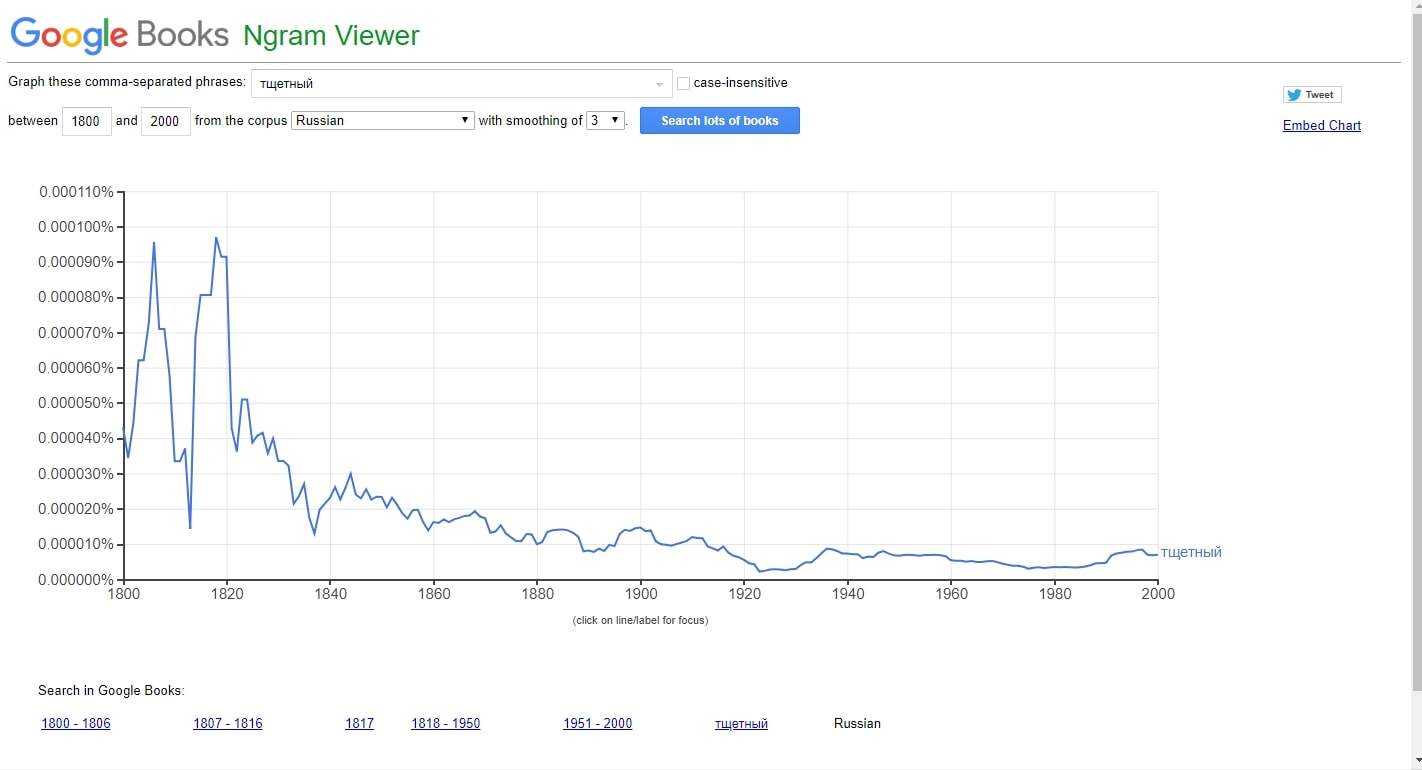 Google Books Ngram Viewer
Graph these comma-separated phrases: тщетный case-insensitive
between 1800 and 2000 from the corpus Russian with smoothing of 3 . Search lots of books
Tweet
Embed Chart
0.000110%
0.000100%
0.000090%
0.000080%
0.000070%
0.000060%
0.000050%
0.000040%
0.000030%
0.000020%
0.000010%
0.000000%
тщетный
1800 1820 1840 1860 1880 1900 1920 1940 1960 1980 2000
(click on line/label for focus)
Search in Google Books:
1800 - 1806 1807 - 1816 1817 1818 - 1950 1951 - 2000 тщетный Russian